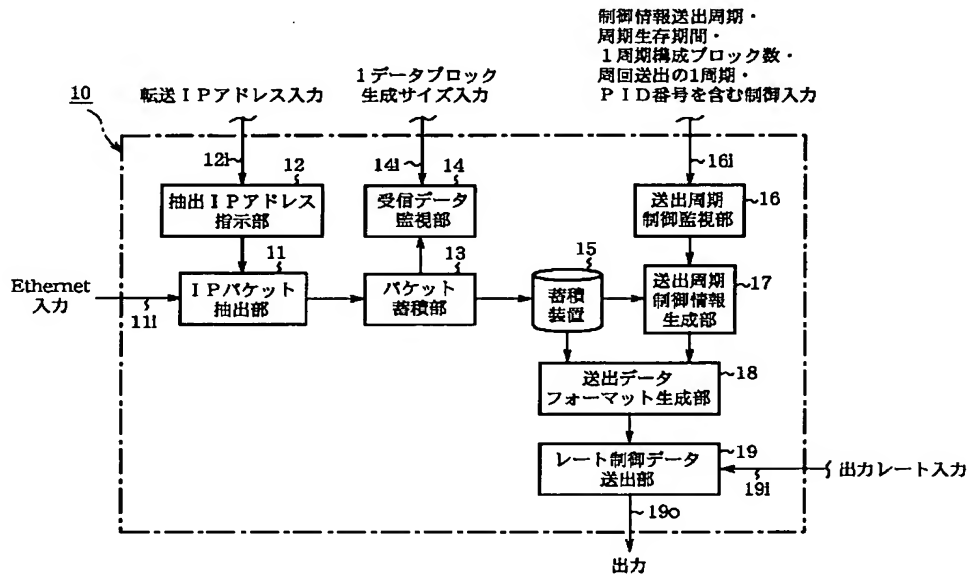 制御情報送出周期・
周期生存期間・
1周期構成ブロック数・
周回送出の1周期・
PID番号を含む制御入力
1データブロック
生成サイズ入力
転送IPアドレス入力
10
12i
14i
16i
12
抽出IPアドレス
指示部
14
受信データ
監視部
16
送出周期
制御監視部
Ethernet
入力
11i
11
IPパケット
抽出部
13
パケット
蓄積部
15
蓄積
装置
17
送出周期
制御情報
生成部
18
送出データ
フォーマット生成部
19
レート制御データ
送出部
19i
出力レート入力
19o
出力